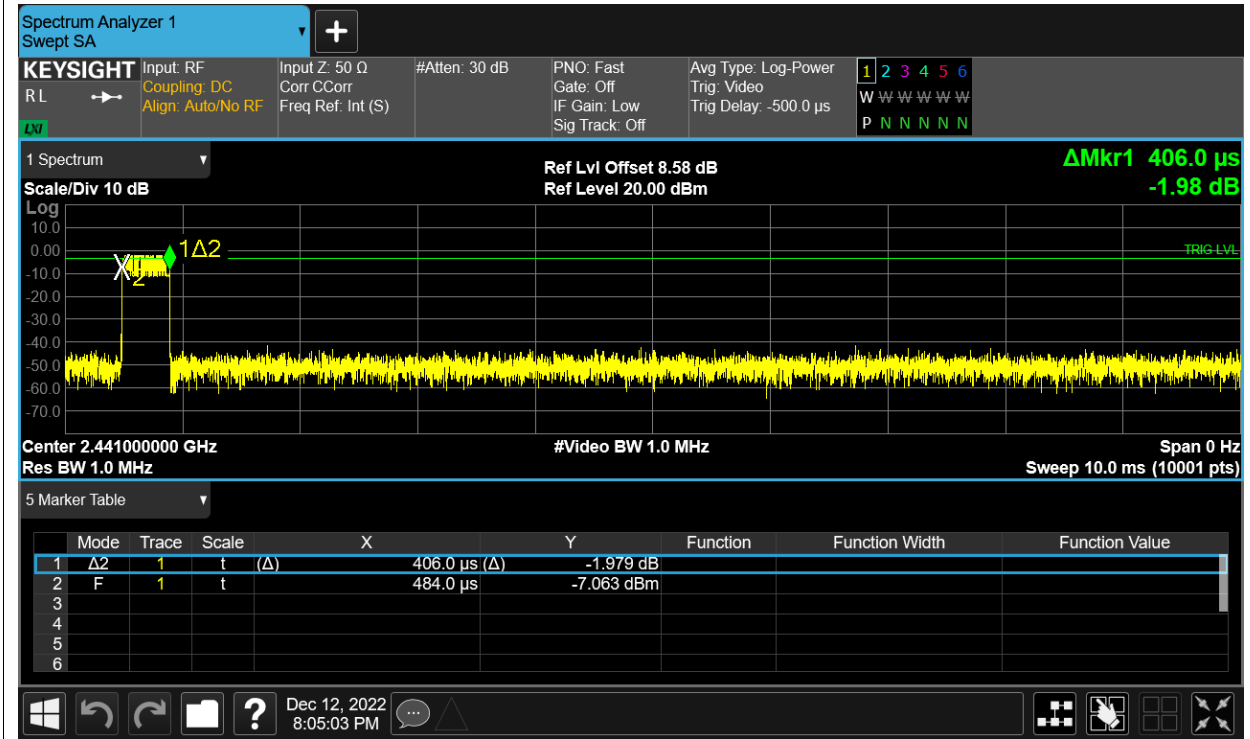 Spectrum Analyzer 1
Swept SA
KEYSIGHT
R L
LXI
Input: RF
Coupling: DC
Align: Auto/No RF
Input Z: 50 Ω
Corr CCorr
Freq Ref: Int (S)
#Atten: 30 dB
PNO: Fast
Gate: Off
IF Gain: Low
Sig Track: Off
Avg Type: Log-Power
Trig: Video
Trig Delay: -500.0 µs
1 2 3 4 5 6
W W W W W W
P N N N N N
1 Spectrum
Scale/Div 10 dB
Ref Lvl Offset 8.58 dB
Ref Level 20.00 dBm
ΔMkr1 406.0 µs
-1.98 dB
Log
10.0
0.00
-10.0
-20.0
-30.0
-40.0
-50.0
-60.0
-70.0
1Δ2
2
TRIG LVL
Center 2.441000000 GHz
#Video BW 1.0 MHz
Span 0 Hz
Res BW 1.0 MHz
Sweep 10.0 ms (10001 pts)
5 Marker Table
Mode Trace Scale X Y Function Function Width Function Value
1 Δ2 1 t (Δ) 406.0 µs (Δ) -1.979 dB
2 F 1 t 484.0 µs -7.063 dBm
3
4
5
6
?
Dec 12, 2022
8:05:03 PM